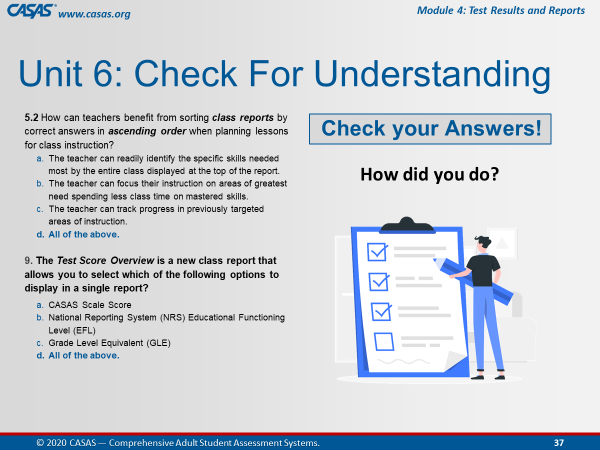 CASAS® www.casas.org
Module 4: Test Results and Reports
Unit 6: Check For Understanding
5.2 How can teachers benefit from sorting class reports by
correct answers in ascending order when planning lessons
for class instruction?
a. The teacher can readily identify the specific skills needed
most by the entire class displayed at the top of the report.
b. The teacher can focus their instruction on areas of greatest
need spending less class time on mastered skills.
c. The teacher can track progress in previously targeted
areas of instruction.
d. All of the above.
9. The Test Score Overview is a new class report that
allows you to select which of the following options to
display in a single report?
a. CASAS Scale Score
b. National Reporting System (NRS) Educational Functioning
Level (EFL)
c. Grade Level Equivalent (GLE)
d. All of the above.
Check your Answers!
How did you do?
© 2020 CASAS — Comprehensive Adult Student Assessment Systems.
37